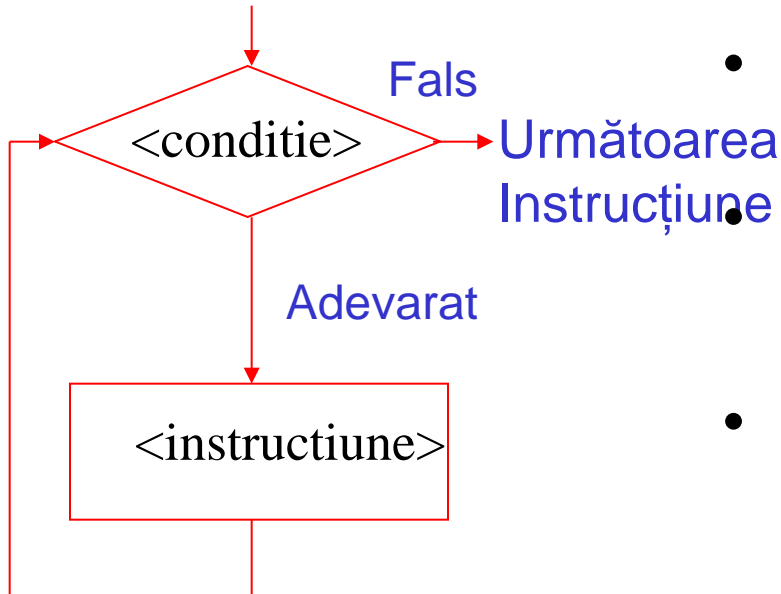 Fals
<conditie>
Următoarea
Instrucțiune
Adevarat
<instructiune>